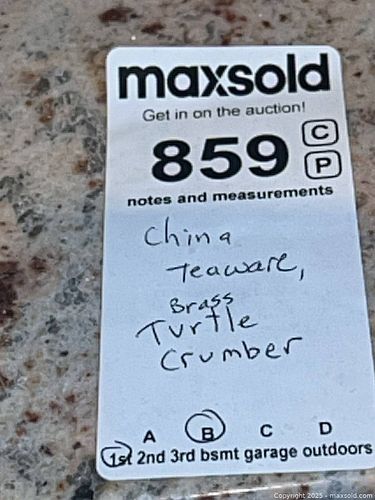 maxsold
Get in on the auction!
859
C
P
notes and measurements
China
Teaware,
Brass
Turtle
Crumber
A B C D
1st 2nd 3rd bsmt garage outdoors
Copyright 2025 - maxsold.com